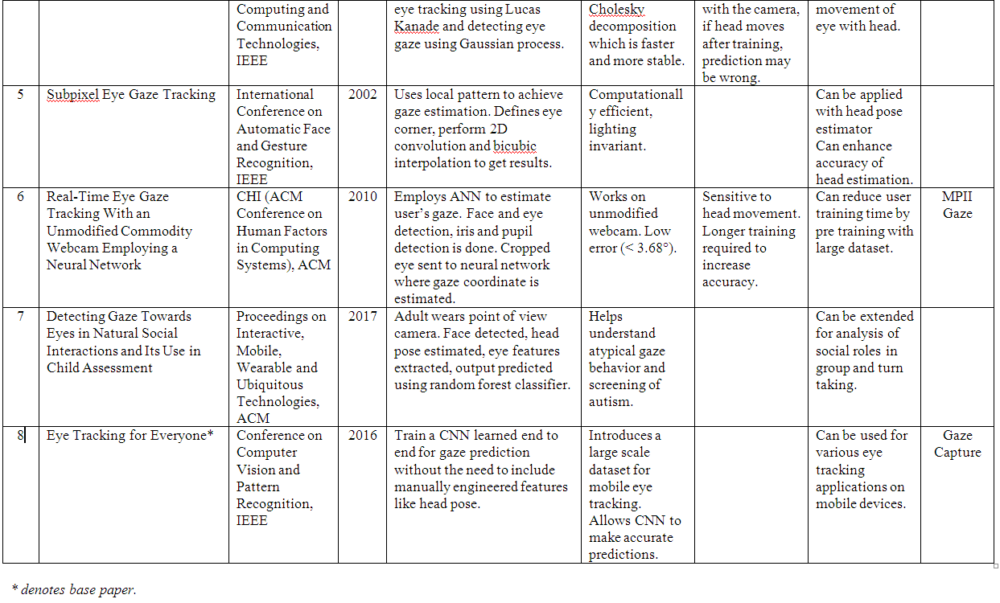 Computing and
Communication
Technologies,
IEEE
eye tracking using Lucas
Kanade and detecting eye
gaze using Gaussian process.
Cholesky
decomposition
which is faster
and more stable.
with the camera,
if head moves
after training,
prediction may
be wrong.
movement of
eye with head.
5
Subpixel Eye Gaze Tracking
International
Conference on
Automatic Face
and Gesture
Recognition,
IEEE
2002
Uses local pattern to achieve
gaze estimation. Defines eye
corner, perform 2D
convolution and bicubic
interpolation to get results.
Computationall
y efficient,
lighting
invariant.
Can be applied
with head pose
estimator
Can enhance
accuracy of
head estimation.
6
Real-Time Eye Gaze
Tracking With an
Unmodified Commodity
Webcam Employing a
Neural Network
CHI (ACM
Conference on
Human Factors
in Computing
Systems), ACM
2010
Employs ANN to estimate
user’s gaze. Face and eye
detection, iris and pupil
detection is done. Cropped
eye sent to neural network
where gaze coordinate is
estimated.
Works on
unmodified
webcam. Low
error (< 3.68°).
Sensitive to
head movement.
Longer training
required to
increase
accuracy.
Can reduce user
training time by
pre training with
large dataset.
MPII
Gaze
7
Detecting Gaze Towards
Eyes in Natural Social
Interactions and Its Use in
Child Assessment
Proceedings on
Interactive,
Mobile,
Wearable and
Ubiquitous
Technologies,
ACM
2017
Adult wears point of view
camera. Face detected, head
pose estimated, eye features
extracted, output predicted
using random forest classifier.
Helps
understand
atypical gaze
behavior and
screening of
autism.
Can be extended
for analysis of
social roles in
group and turn
taking.
8
Eye Tracking for Everyone*
Conference on
Computer
Vision and
Pattern
Recognition,
IEEE
2016
Train a CNN learned end to
end for gaze prediction
without the need to include
manually engineered features
like head pose.
Introduces a
large scale
dataset for
mobile eye
tracking.
Allows CNN to
make accurate
predictions.
Can be used for
various eye
tracking
applications on
mobile devices.
Gaze
Capture
* denotes base paper.